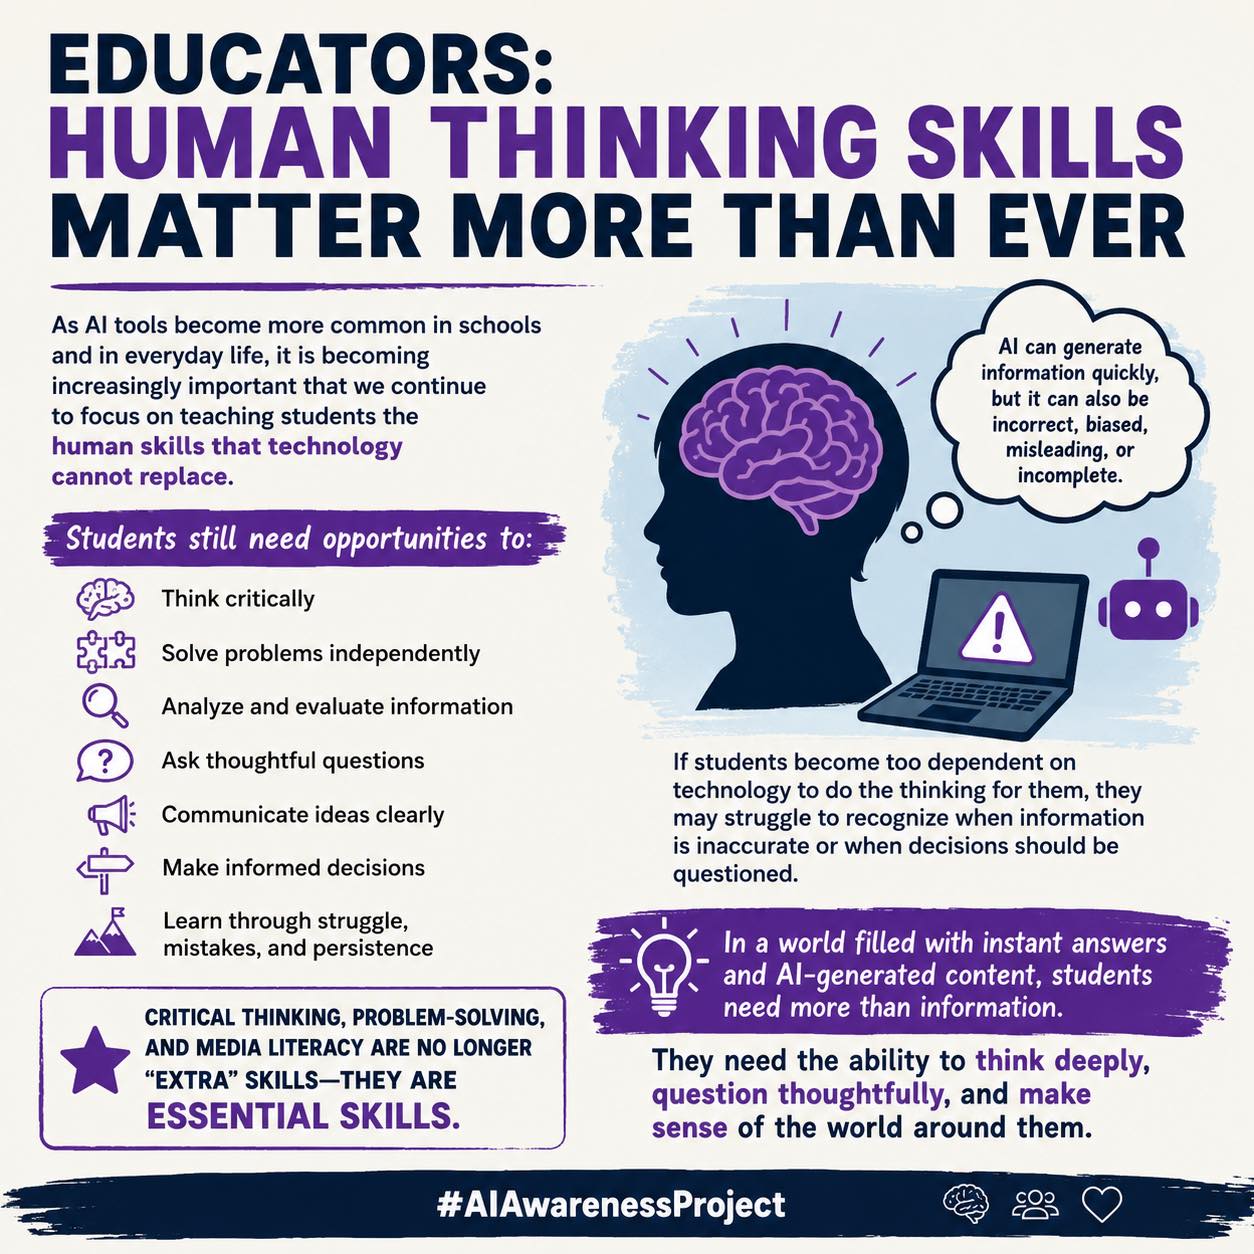 EDUCATORS:
HUMAN THINKING SKILLS
MATTER MORE THAN EVER
As AI tools become more common in schools
and in everyday life, it is becoming
increasingly important that we continue
to focus on teaching students the
human skills that technology
cannot replace.
Students still need opportunities to:
Think critically
Solve problems independently
Analyze and evaluate information
Ask thoughtful questions
Communicate ideas clearly
Make informed decisions
Learn through struggle,
mistakes, and persistence
CRITICAL THINKING, PROBLEM-SOLVING,
AND MEDIA LITERACY ARE NO LONGER
“EXTRA” SKILLS—THEY ARE
ESSENTIAL SKILLS.
AI can generate
information quickly,
but it can also be
incorrect, biased,
misleading, or
incomplete.
If students become too dependent on
technology to do the thinking for them, they
may struggle to recognize when information
is inaccurate or when decisions should be
questioned.
In a world filled with instant answers
and AI-generated content, students
need more than information.
They need the ability to think deeply,
question thoughtfully, and make
sense of the world around them.
#AIAwarenessProject